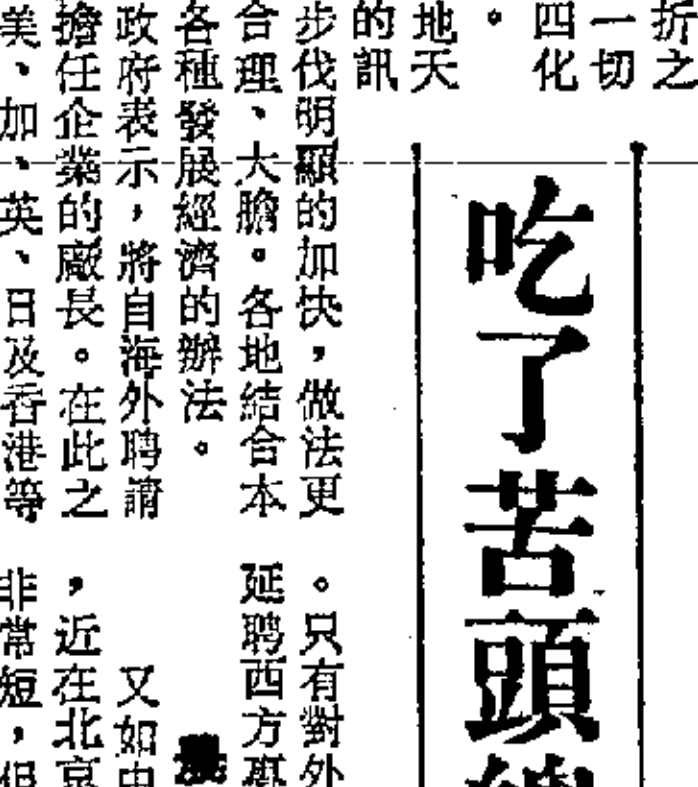 折之
一切
四化
。
地天
的訊
吃了苦頭
步伐明顯的加快，做法更
合理、大膽。各地結合本
各種發展經濟的辦法。
政府表示，將自海外聘請
擔任企業的廠長。在此之
美、加、英、日及香港等
。只有對外
延聘西方專
又如中
，近在北京
非常短，但